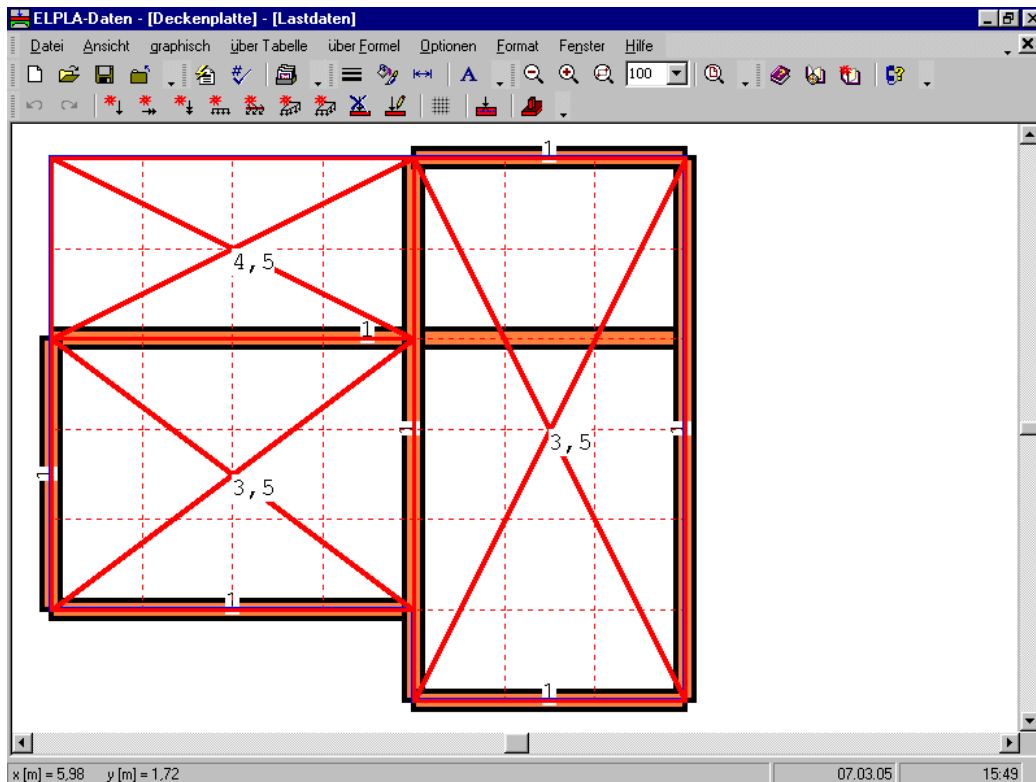 ELPLA-Daten - [Deckenplatte] - [Lastdaten]
Datei Ansicht graphisch über Tabelle über Formel Optionen Format Fenster Hilfe
A 100
1
4,5
1
1 1
3,5
1
3,5
1
1
x [m] = 5,98 y [m] = 1,72 07.03.05 15:49